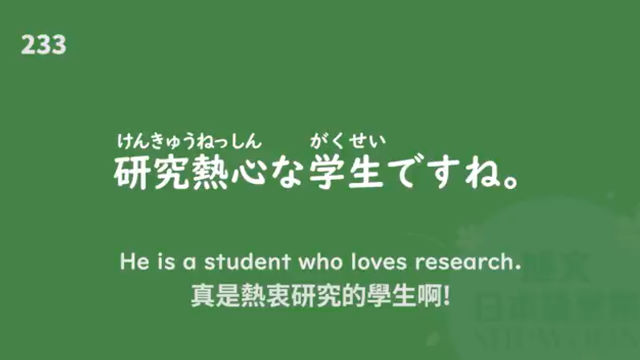 233
けんきゅうねっしん がくせい
研究熱心な学生ですね。
He is a student who loves research.
真是熱衷研究的學生啊!